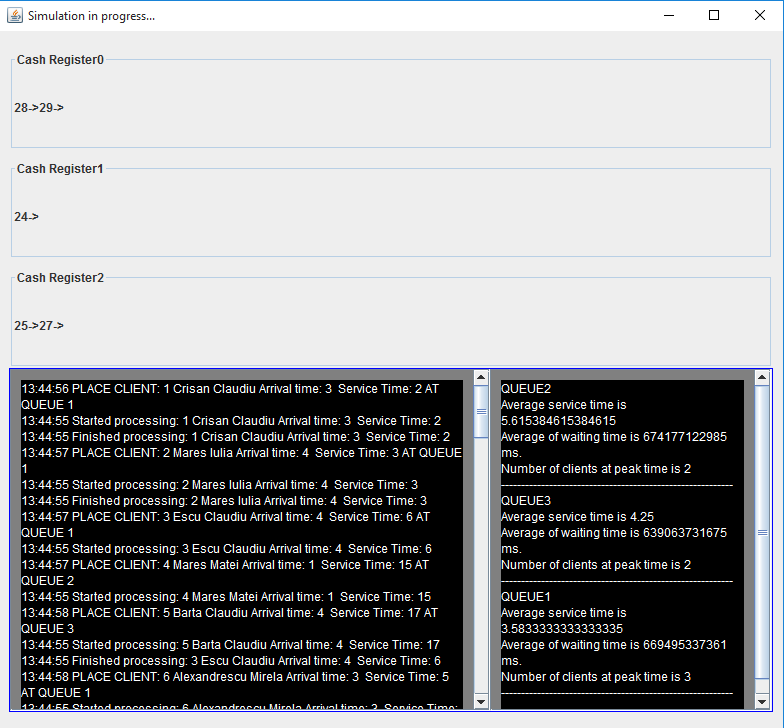 Simulation in progress...
Cash Register0
28->29->
Cash Register1
24->
Cash Register2
25->27->
13:44:56 PLACE CLIENT: 1 Crisan Claudiu Arrival time: 3  Service Time: 2 AT
QUEUE 1
13:44:55 Started processing: 1 Crisan Claudiu Arrival time: 3  Service Time: 2
13:44:55 Finished processing: 1 Crisan Claudiu Arrival time: 3  Service Time: 2
13:44:57 PLACE CLIENT: 2 Mares Iulia Arrival time: 4  Service Time: 3 AT QUEUE
1
13:44:55 Started processing: 2 Mares Iulia Arrival time: 4  Service Time: 3
13:44:55 Finished processing: 2 Mares Iulia Arrival time: 4  Service Time: 3
13:44:57 PLACE CLIENT: 3 Escu Claudiu Arrival time: 4  Service Time: 6 AT
QUEUE 1
13:44:55 Started processing: 3 Escu Claudiu Arrival time: 4  Service Time: 6
13:44:57 PLACE CLIENT: 4 Mares Matei Arrival time: 1  Service Time: 15 AT
QUEUE 2
13:44:55 Started processing: 4 Mares Matei Arrival time: 1  Service Time: 15
13:44:58 PLACE CLIENT: 5 Barta Claudiu Arrival time: 4  Service Time: 17 AT
QUEUE 3
13:44:55 Started processing: 5 Barta Claudiu Arrival time: 4  Service Time: 17
13:44:55 Finished processing: 3 Escu Claudiu Arrival time: 4  Service Time: 6
13:44:58 PLACE CLIENT: 6 Alexandrescu Mirela Arrival time: 3  Service Time: 5
AT QUEUE 1
13:44:55 Started processing: 6 Alexandrescu Mirela Arrival time: 3  Service Time:
QUEUE2
Average service time is
5.615384615384615
Average of waiting time is 674177122985
ms.
Number of clients at peak time is 2
---------------------------------------------------------
QUEUE3
Average service time is 4.25
Average of waiting time is 639063731675
ms.
Number of clients at peak time is 2
---------------------------------------------------------
QUEUE1
Average service time is
3.5833333333333335
Average of waiting time is 669495337361
ms.
Number of clients at peak time is 3
---------------------------------------------------------